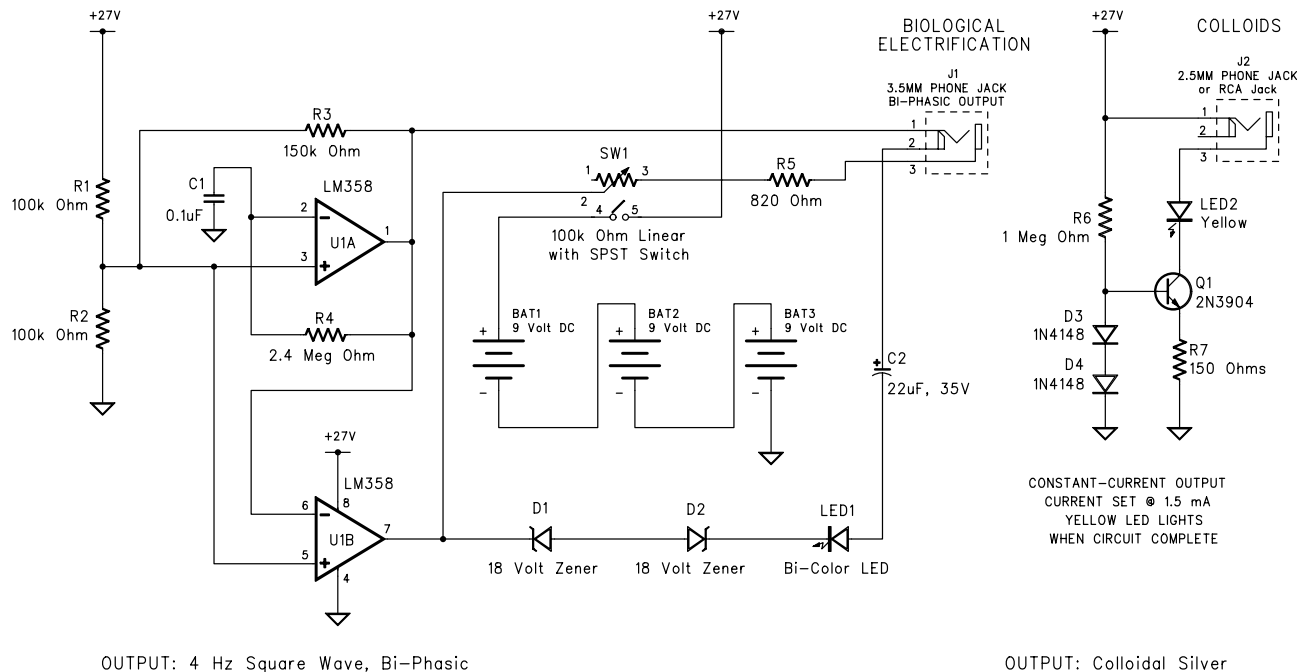 +27V
+27V
+27V
BIOLOGICAL
ELECTRIFICATION
COLLOIDS
J1
3.5MM PHONE JACK
BI-PHASIC OUTPUT
J2
2.5MM PHONE JACK
or RCA Jack
1
2
3
1
2
3
R3
150k Ohm
SW1
1
3
2
4
5
100k Ohm Linear
with SPST Switch
R5
820 Ohm
R1
100k Ohm
C1
0.1uF
LM358
2
3
1
U1A
R2
100k Ohm
R4
2.4 Meg Ohm
R6
1 Meg Ohm
LED2
Yellow
Q1
2N3904
BAT1
9 Volt DC
+
-
BAT2
9 Volt DC
+
-
BAT3
9 Volt DC
+
-
C2
22uF, 35V
+
D3
1N4148
D4
1N4148
R7
150 Ohms
+27V
LM358
8
6
5
7
U1B
4
D1
18 Volt Zener
D2
18 Volt Zener
LED1
Bi-Color LED
CONSTANT-CURRENT OUTPUT
CURRENT SET @ 1.5 mA
YELLOW LED LIGHTS
WHEN CIRCUIT COMPLETE
OUTPUT: 4 Hz Square Wave, Bi-Phasic
OUTPUT: Colloidal Silver